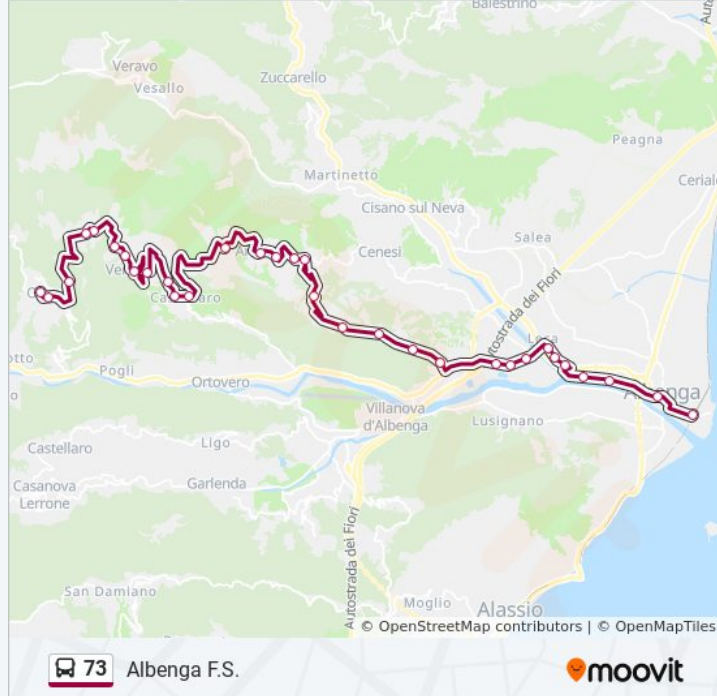 Balestrino
Auto
Veravo
Vesallo
Zuccarello
Peagna
Martinetto
Ceriale
Cisano sul Neva
Salea
Cenesi
Autostrada dei Fiori
Pogli
Ortovero
Albenga
Villanova
d'Albenga
Lusignano
Castellaro
Ligo
Casanova
Lerrone
Garlenda
Autostrada dei Fiori
San Damiano
Moglio
Alassio
© OpenStreetMap contributors | © OpenMapTiles
73 Albenga F.S.
moovit